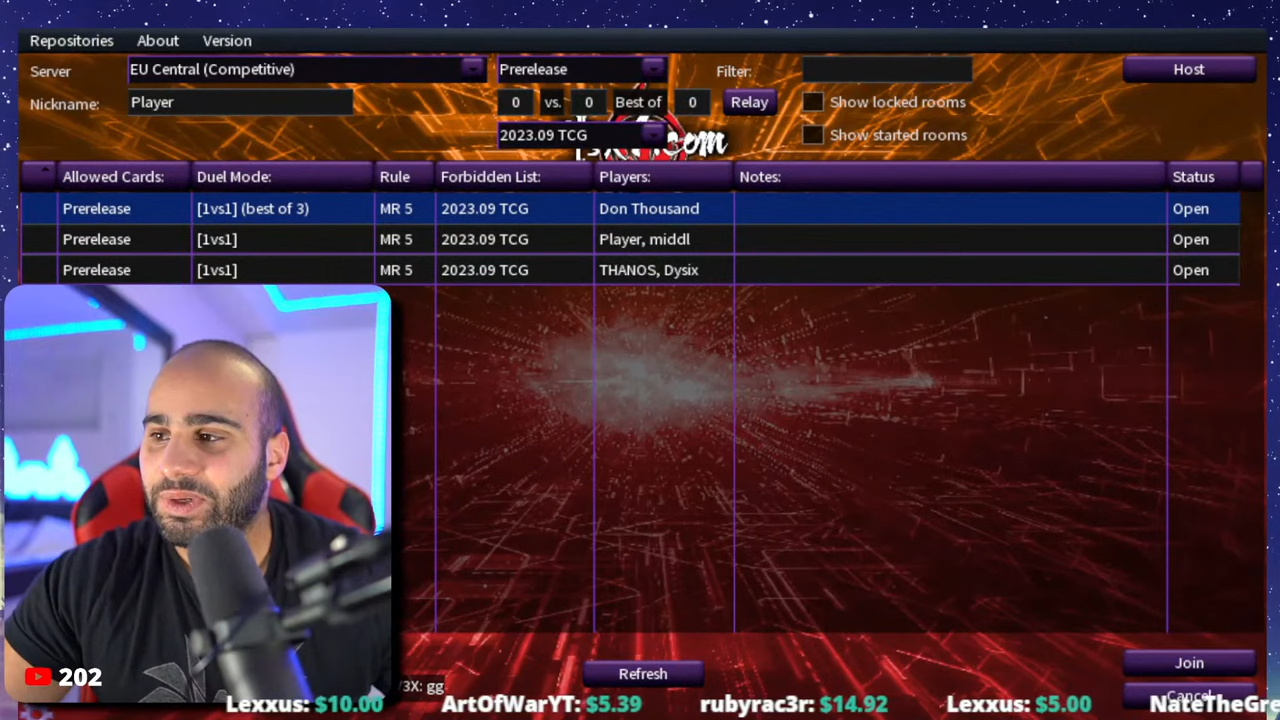 Repositories About Version
Server EU Central (Competitive) Prerelease Filter: Host
Nickname: Player 0 vs. 0 Best of 0 Relay Show locked rooms
2023.09 TCG Show started rooms
Allowed Cards: Duel Mode: Rule Forbidden List: Players: Notes: Status
Prerelease [1vs1] (best of 3) MR 5 2023.09 TCG Don Thousand Open
Prerelease [1vs1] MR 5 2023.09 TCG Player, middl Open
Prerelease [1vs1] MR 5 2023.09 TCG THANOS, Dysix Open
Join
Refresh
202
gg
Cancel
Lexxus: $10.00 ArtOfWarYT: $5.39 rubyrac3r: $14.92 Lexxus: $5.00 NateTheGre